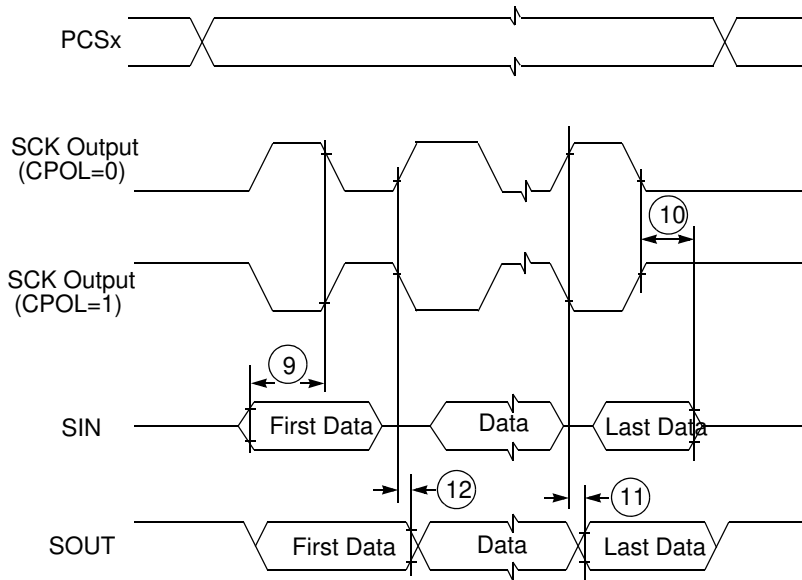 PCSx
SCK Output
(CPOL=0)
10
SCK Output
(CPOL=1)
9
SIN
First Data
Data
Last Data
12
11
SOUT
First Data
Data
Last Data